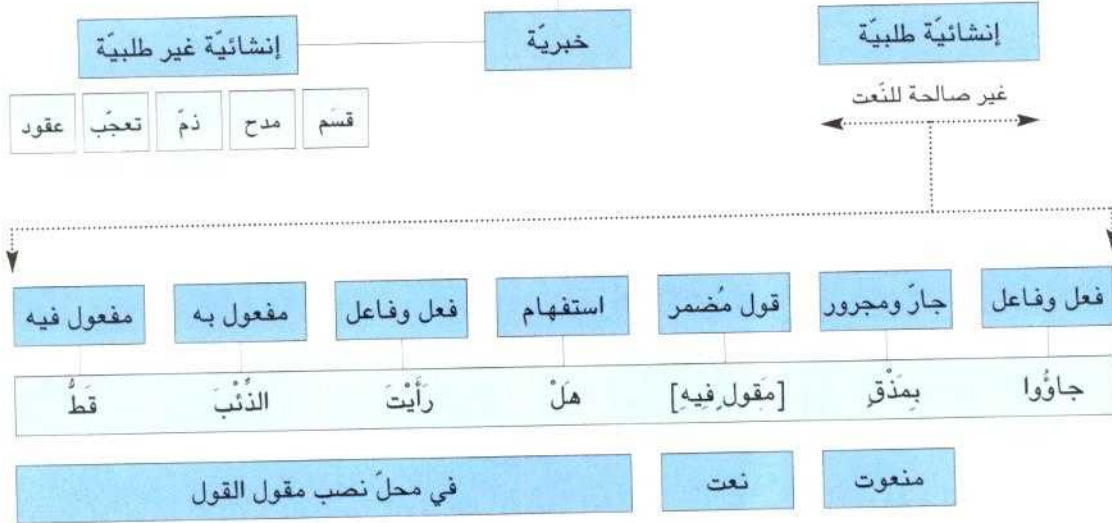 إنشائيّة طلبيّة خبريّة إنشائيّة غير طلبيّة
غير صالحة للنّعت
قسَم مدح ذمّ تعجّب عقود
فعل وفاعل جارّ ومجرور قول مُضمر استفهام فعل وفاعل مفعول به مفعول فيه
جاؤُوا بِمَذْقٍ [مَقولٍ فِيهِ] هَلْ رَأَيْتَ الذِّئْبَ قَطُّ
منعوت نعت في محلّ نصب مقول القول